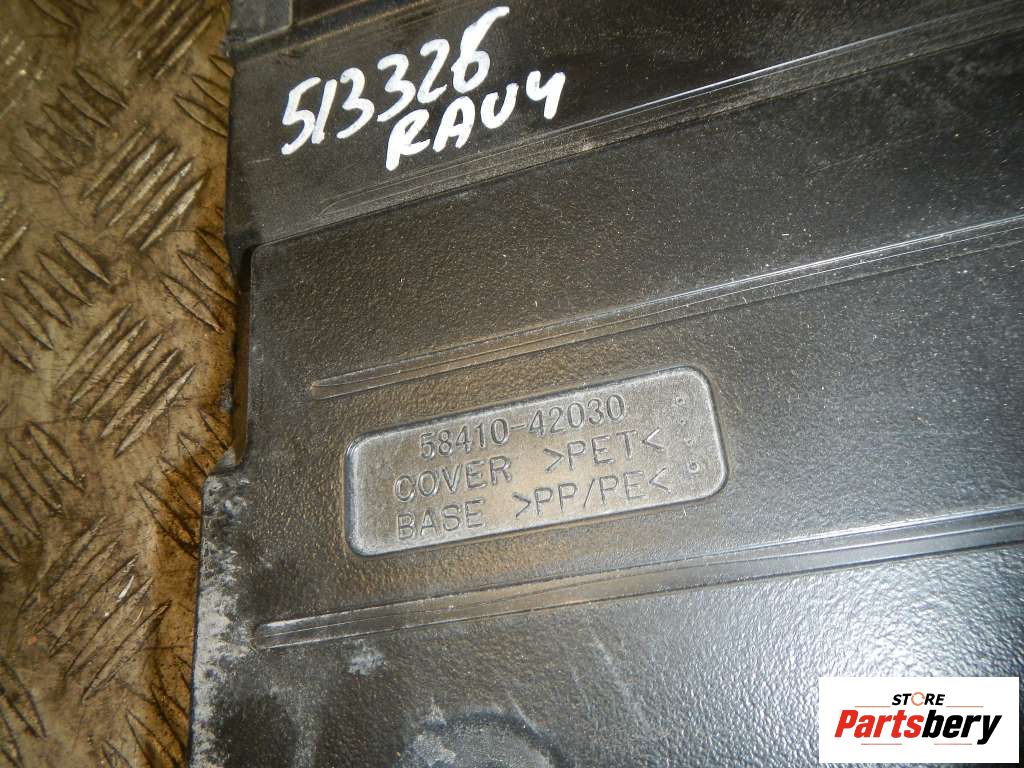 513326
RAV4
58410-42030
COVER >PET<
BASE >PP/PE<
STORE
Partsbery